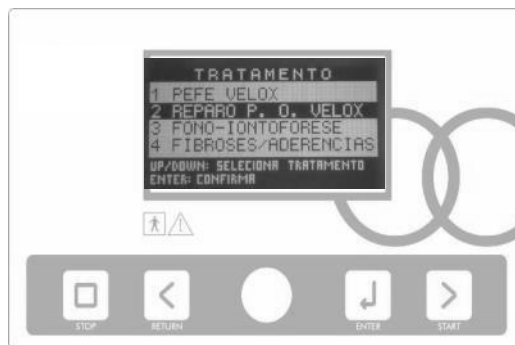 TRATAMENTO
1 PEFE VELOX
2 REPARO P. O. VELOX
3 FONO-IONTOFORESE
4 FIBROSES/ADERENCIAS
UP/DOWN: SELECIONA TRATAMENTO
ENTER: CONFIRMA
STOP
RETURN
ENTER
START